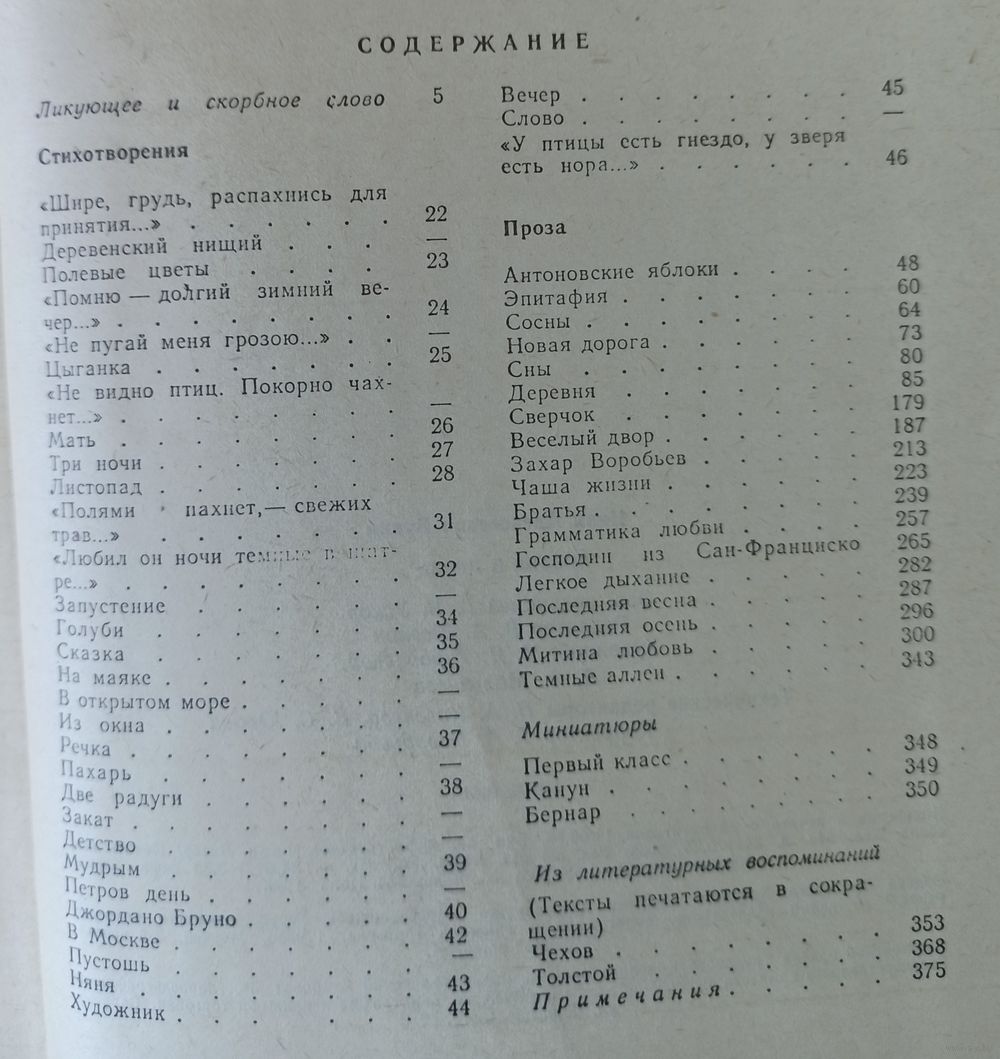 СОДЕРЖАНИЕ
Ликующее и скорбное слово 5
Стихотворения
«Шире, грудь, распахнись для
принятия...» . . . . . . 22
Деревенский нищий . . . . —
Полевые цветы . . . . 23
«Помню — долгий зимний ве-
чер...» . . . . . . . . 24
«Не пугай меня грозою...» . . —
Цыганка . . . . . . . 25
«Не видно птиц. Покорно чах-
нет...» . . . . . . . . —
Мать . . . . . . . . 26
Три ночи . . . . . . . 27
Листопад . . . . . . . 28
«Полями пахнет,— свежих
трав...» . . . . . . . 31
«Любил он ночи темные в шат-
ре...» . . . . . . . . 32
Запустение . . . . . . —
Голуби . . . . . . . 34
Сказка . . . . . . . 35
На маяке . . . . . . . 36
В открытом море . . . . . —
Из окна . . . . . . . —
Речка . . . . . . . . 37
Пахарь . . . . . . . —
Две радуги . . . . . . 38
Закат . . . . . . . . —
Детство . . . . . . . —
Мудрым . . . . . . . 39
Петров день . . . . . . —
Джордано Бруно . . . . . 40
В Москве . . . . . . . 42
Пустошь . . . . . . . —
Няня . . . . . . . . 43
Художник . . . . . . 44
Вечер . . . . . . . . 45
Слово . . . . . . . . —
«У птицы есть гнездо, у зверя
есть нора...» . . . . . . 46
Проза
Антоновские яблоки . . . . 48
Эпитафия . . . . . . . 60
Сосны . . . . . . . . 64
Новая дорога . . . . . . 73
Сны . . . . . . . . 80
Деревня . . . . . . . 85
Сверчок . . . . . . . 179
Веселый двор . . . . . . 187
Захар Воробьев . . . . . 213
Чаша жизни . . . . . . 223
Братья . . . . . . . . 239
Грамматика любви . . . . 257
Господин из Сан-Франциско 265
Легкое дыхание . . . . . 282
Последняя весна . . . . . 287
Последняя осень . . . . . 296
Митина любовь . . . . . 300
Темные аллеи . . . . . . 343
Миниатюры
Первый класс . . . . . . 348
Канун . . . . . . . . 349
Бернар . . . . . . . 350
Из литературных воспоминаний
(Тексты печатаются в сокра-
щении)
Чехов . . . . . . . . 353
Толстой . . . . . . . 368
Примечания . . . . . 375